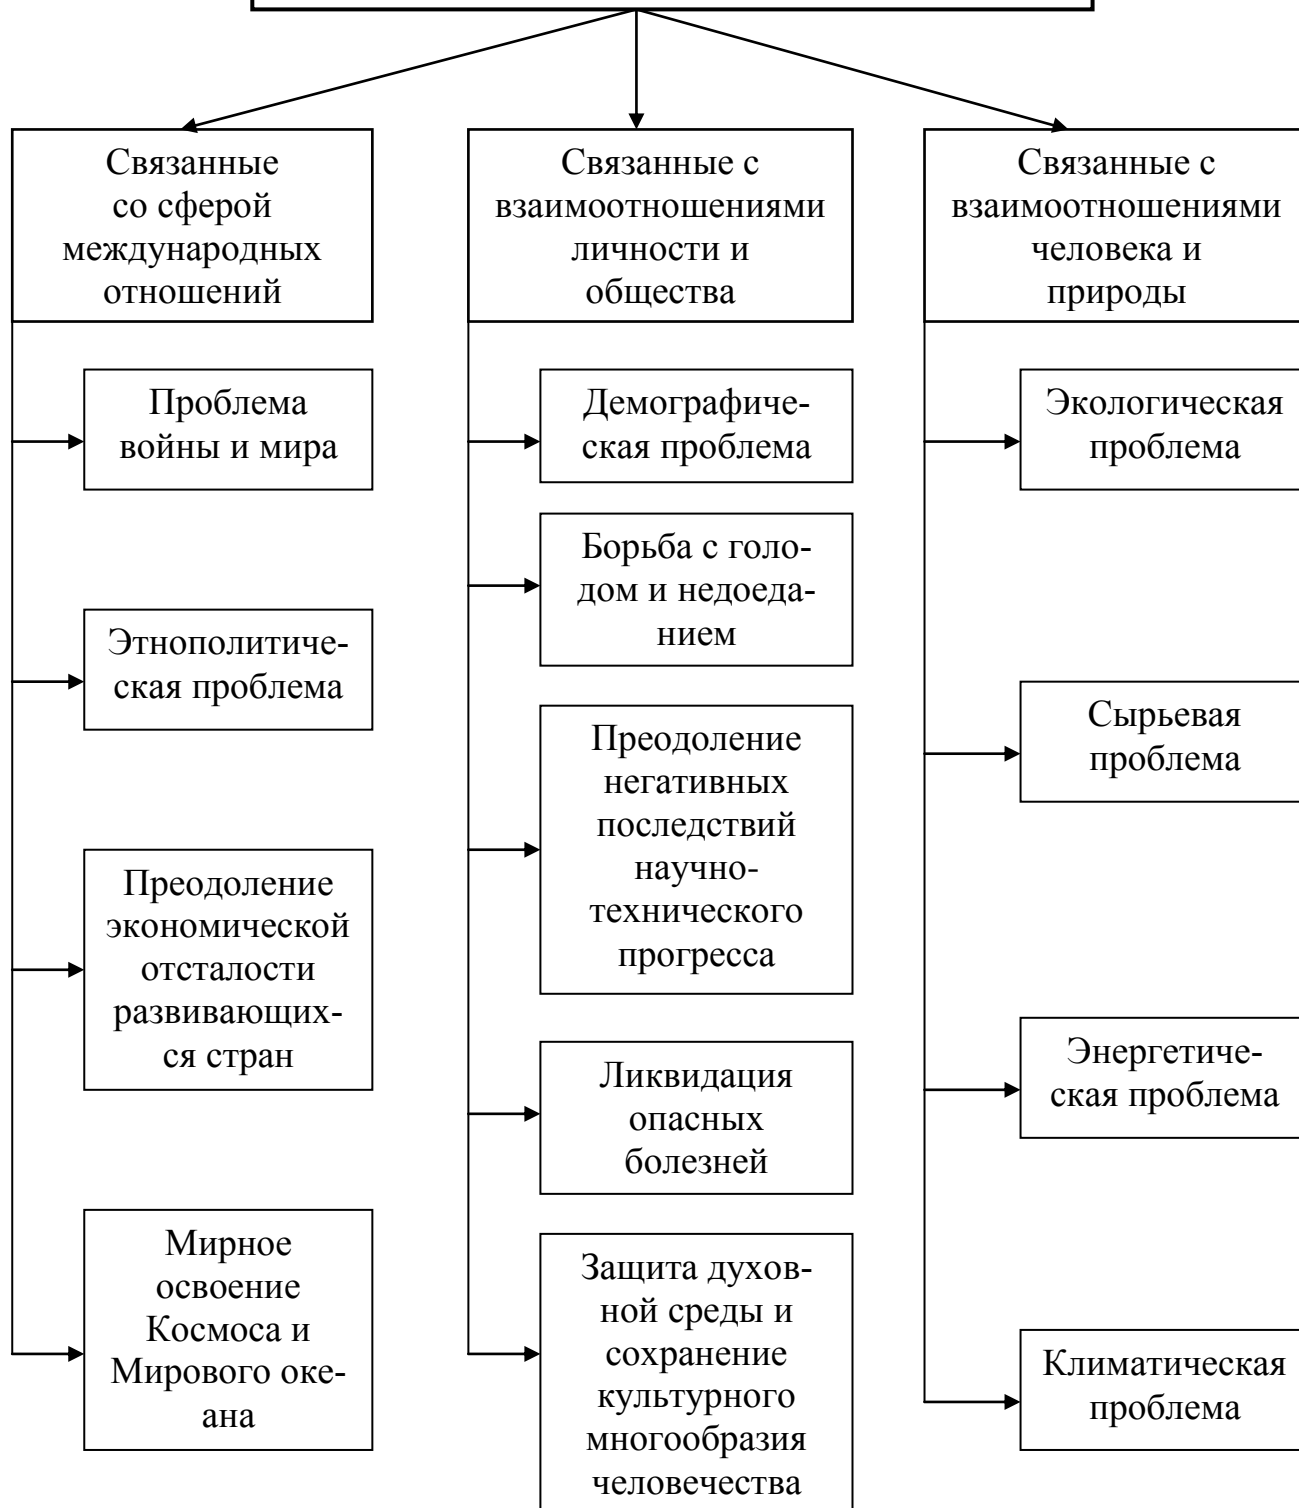 Связанные
со сферой
международных
отношений
Проблема
войны и мира
Этнополитиче-
ская проблема
Преодоление
экономической
отсталости
развивающих-
ся стран
Мирное
освоение
Космоса и
Мирового оке-
ана
Связанные с
взаимоотношениями
личности и
общества
Демографиче-
ская проблема
Борьба с голо-
дом и недоеда-
нием
Преодоление
негативных
последствий
научно-
технического
прогресса
Ликвидация
опасных
болезней
Защита духов-
ной среды и
сохранение
культурного
многообразия
человечества
Связанные с
взаимоотношениями
человека и
природы
Экологическая
проблема
Сырьевая
проблема
Энергетиче-
ская проблема
Климатическая
проблема